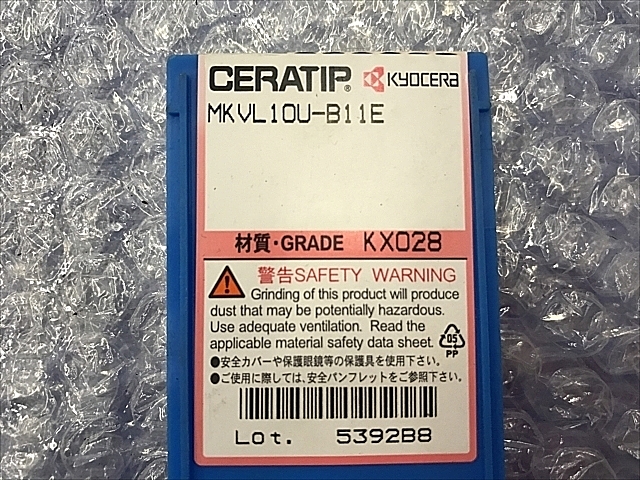 CERATIP® KYOCERA
MKVL10U-B11E
材質・GRADE KX028
警告SAFETY WARNING
Grinding of this product will produce
dust that may be potentially hazardous.
Use adequate ventilation. Read the
applicable material safety data sheet.
05
PP
●安全カバーや保護眼鏡等の保護具を使用下さい。
●ご使用に際しては、安全パンフレットをご参照下さい。
Lot. 5392B8